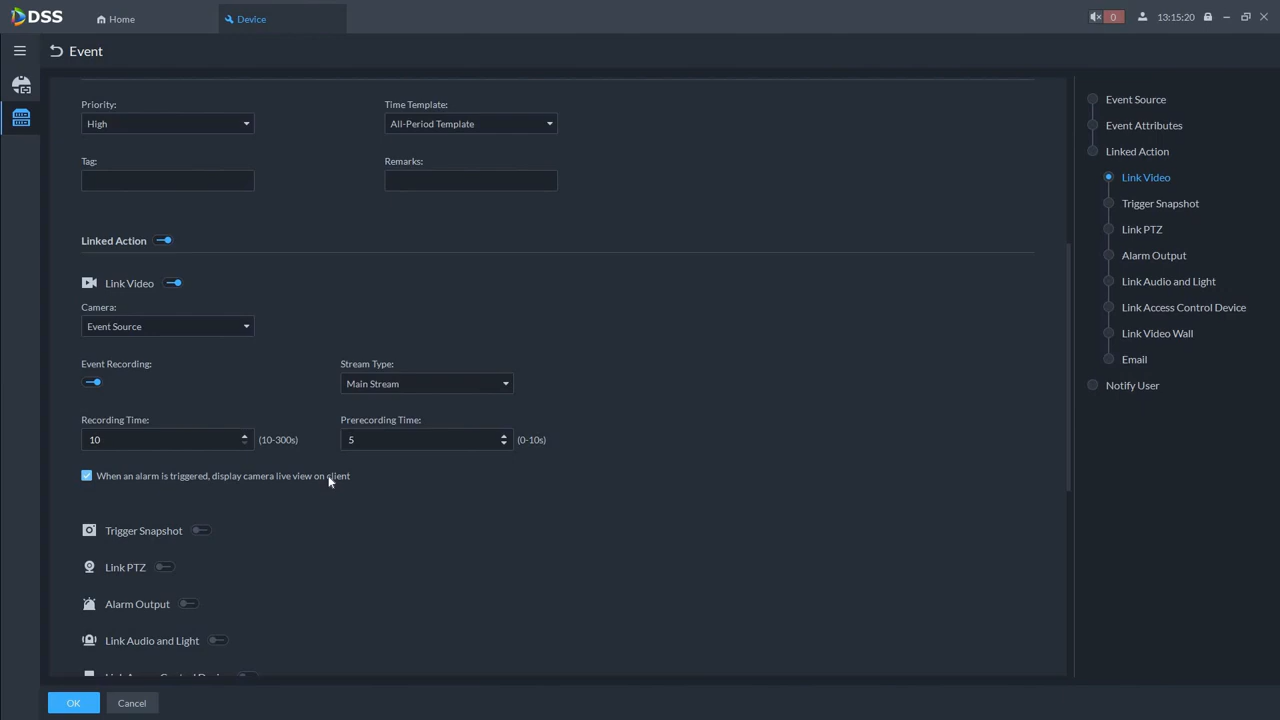 DSS
Home
Device
0
13:15:20
Event
Priority:
Time Template:
High
All-Period Template
Tag:
Remarks:
Linked Action
Link Video
Camera:
Event Source
Event Recording:
Stream Type:
Main Stream
Recording Time:
Prerecording Time:
10
(10-300s)
5
(0-10s)
When an alarm is triggered, display camera live view on client
Trigger Snapshot
Link PTZ
Alarm Output
Link Audio and Light
Link Access Control Device
OK
Cancel
Event Source
Event Attributes
Linked Action
Link Video
Trigger Snapshot
Link PTZ
Alarm Output
Link Audio and Light
Link Access Control Device
Link Video Wall
Email
Notify User